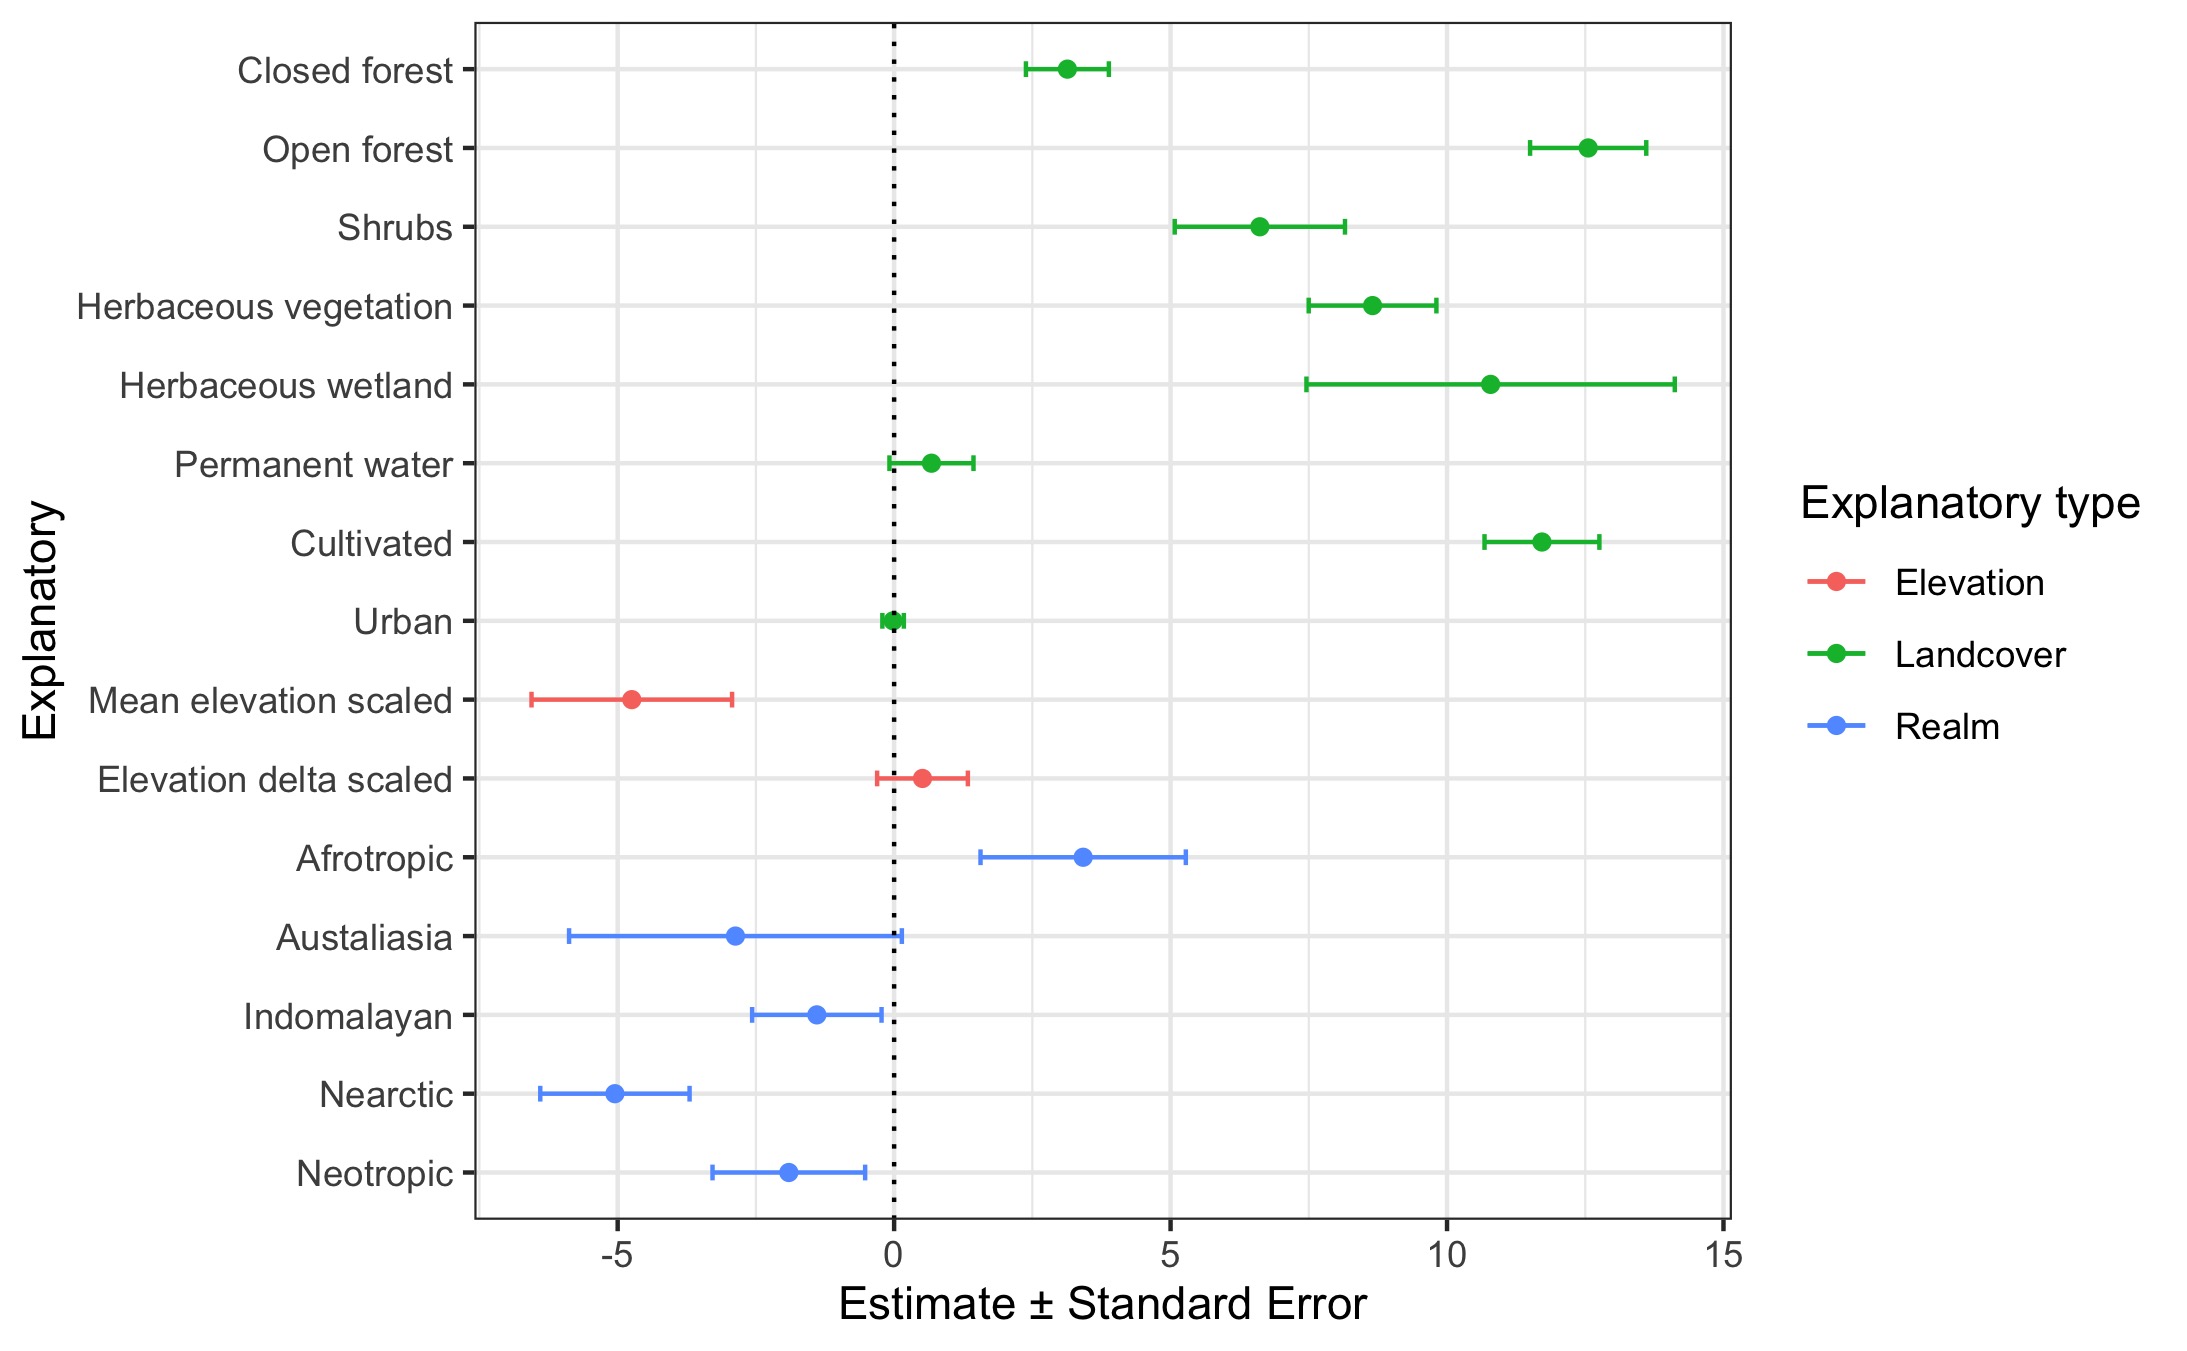 Closed forest
Open forest
Shrubs
Herbaceous vegetation
Herbaceous wetland
Permanent water
Cultivated
Urban
Mean elevation scaled
Elevation delta scaled
Afrotropic
Austaliasia
Indomalayan
Nearctic
Neotropic
Explanatory
-5 0 5 10 15
Estimate ± Standard Error
Explanatory type
Elevation
Landcover
Realm